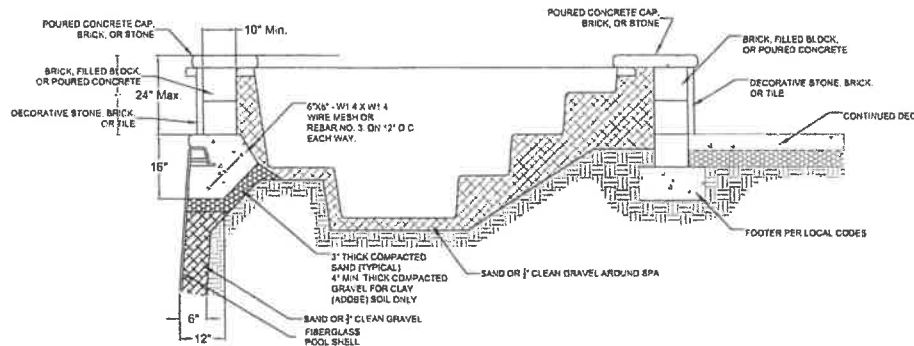 POURED CONCRETE CAP,
BRICK, OR STONE
10" Min.
POURED CONCRETE CAP,
BRICK, OR STONE
BRICK, FILLED BLOCK,
OR POURED CONCRETE
24" Max.
DECORATIVE STONE, BRICK,
OR TILE
6"X6" - W1.4 X W1.4
WIRE MESH OR
REBAR NO. 3 ON 12" O C
EACH WAY.
BRICK, FILLED BLOCK,
OR POURED CONCRETE
DECORATIVE STONE, BRICK,
OR TILE
CONTINUED DEC
16"
FOOTER PER LOCAL CODES
3" THICK COMPACTED
SAND (TYPICAL)
4" MIN. THICK COMPACTED
GRAVEL FOR CLAY
(ADOBE) SOIL ONLY
SAND OR CLEAN GRAVEL AROUND SPA
SAND OR CLEAN GRAVEL
FIBERGLASS
POOL SHELL
6"
12"